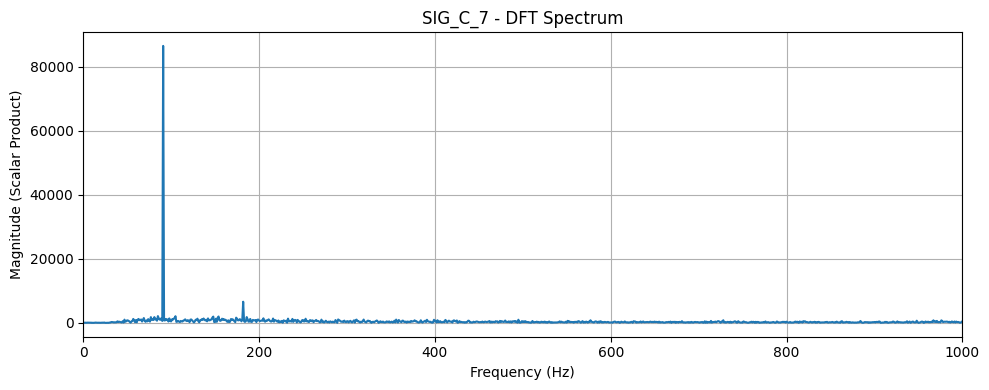 SIG_C_7 - DFT Spectrum
Magnitude (Scalar Product)
80000
60000
40000
20000
0
0 200 400 600 800 1000
Frequency (Hz)